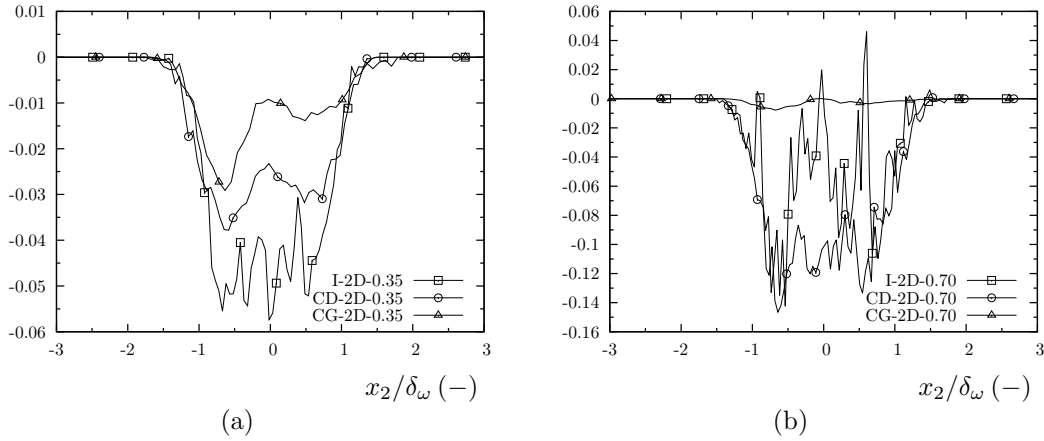 0.01
0
-0.01
-0.02
-0.03
-0.04
-0.05
-0.06
-3 -2 -1 0 1 2 3
I-2D-0.35
CD-2D-0.35
CG-2D-0.35
x₂/δ_ω (−)
(a)
0.06
0.04
0.02
0
-0.02
-0.04
-0.06
-0.08
-0.1
-0.12
-0.14
-0.16
-3 -2 -1 0 1 2 3
I-2D-0.70
CD-2D-0.70
CG-2D-0.70
x₂/δ_ω (−)
(b)